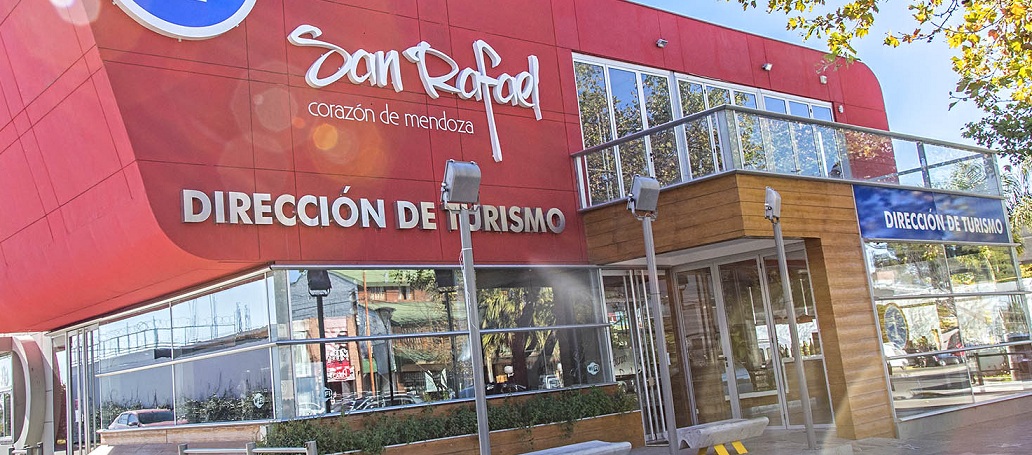 San Rafael
corazón de mendoza
DIRECCIÓN DE TURISMO
DIRECCIÓN DE TURISMO